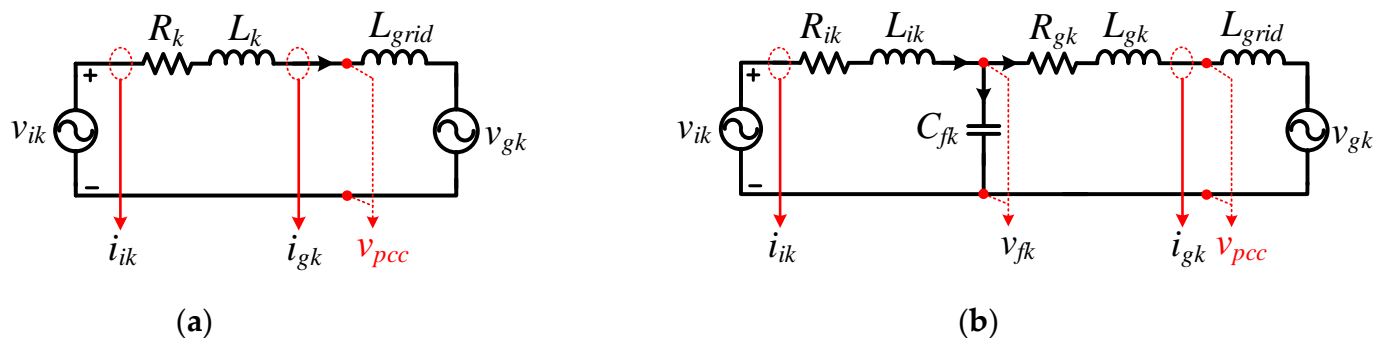 R_k L_k L_grid
+
v_ik
v_gk
−
i_ik i_gk v_pcc
(a)
R_ik L_ik R_gk L_gk L_grid
+
v_ik
C_fk
v_gk
−
i_ik v_fk i_gk v_pcc
(b)